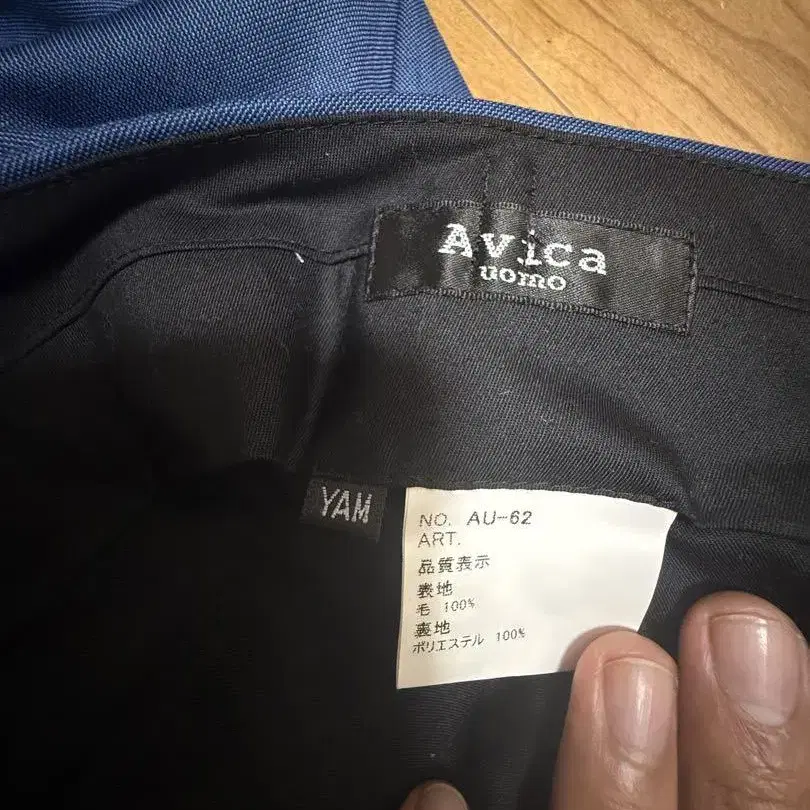 Avica
uomo
YAM
NO. AU-62
ART.
品質表示
表地
毛 100%
裏地
ポリエステル 100%